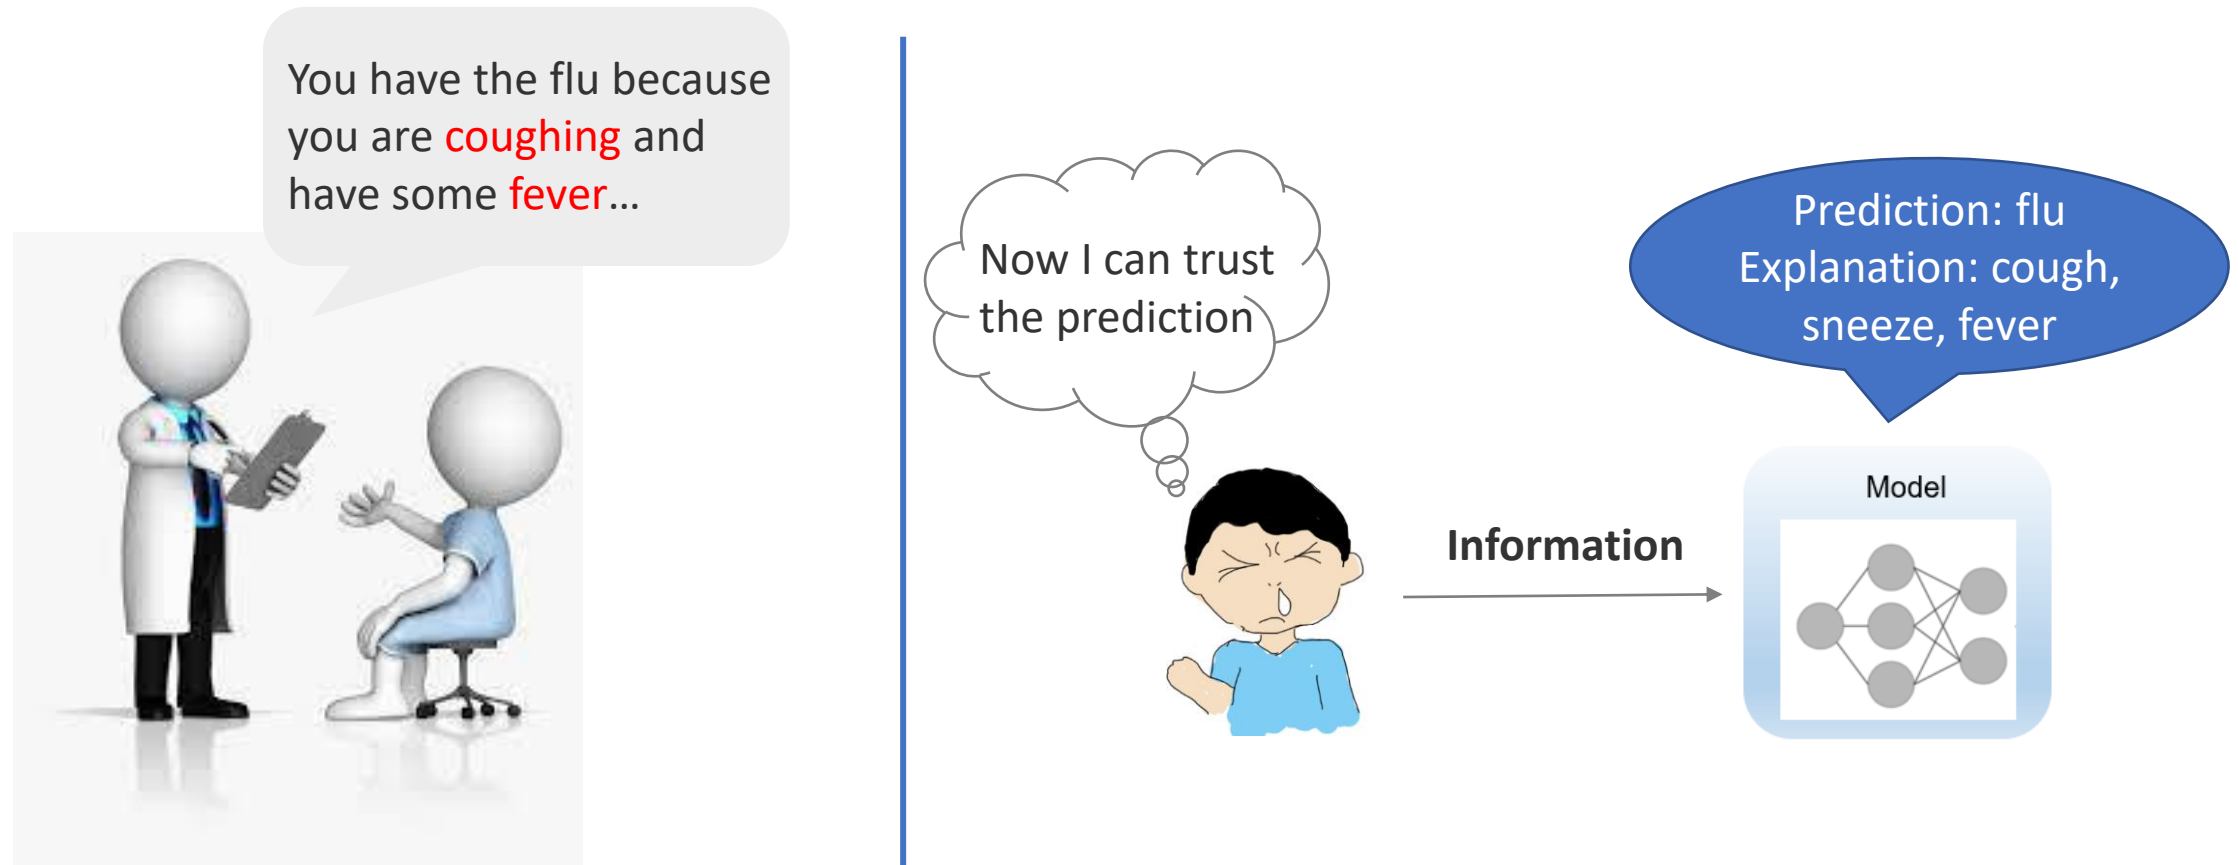 You have the flu because
you are coughing and
have some fever...
Now I can trust
the prediction
Information
Prediction: flu
Explanation: cough,
sneeze, fever
Model